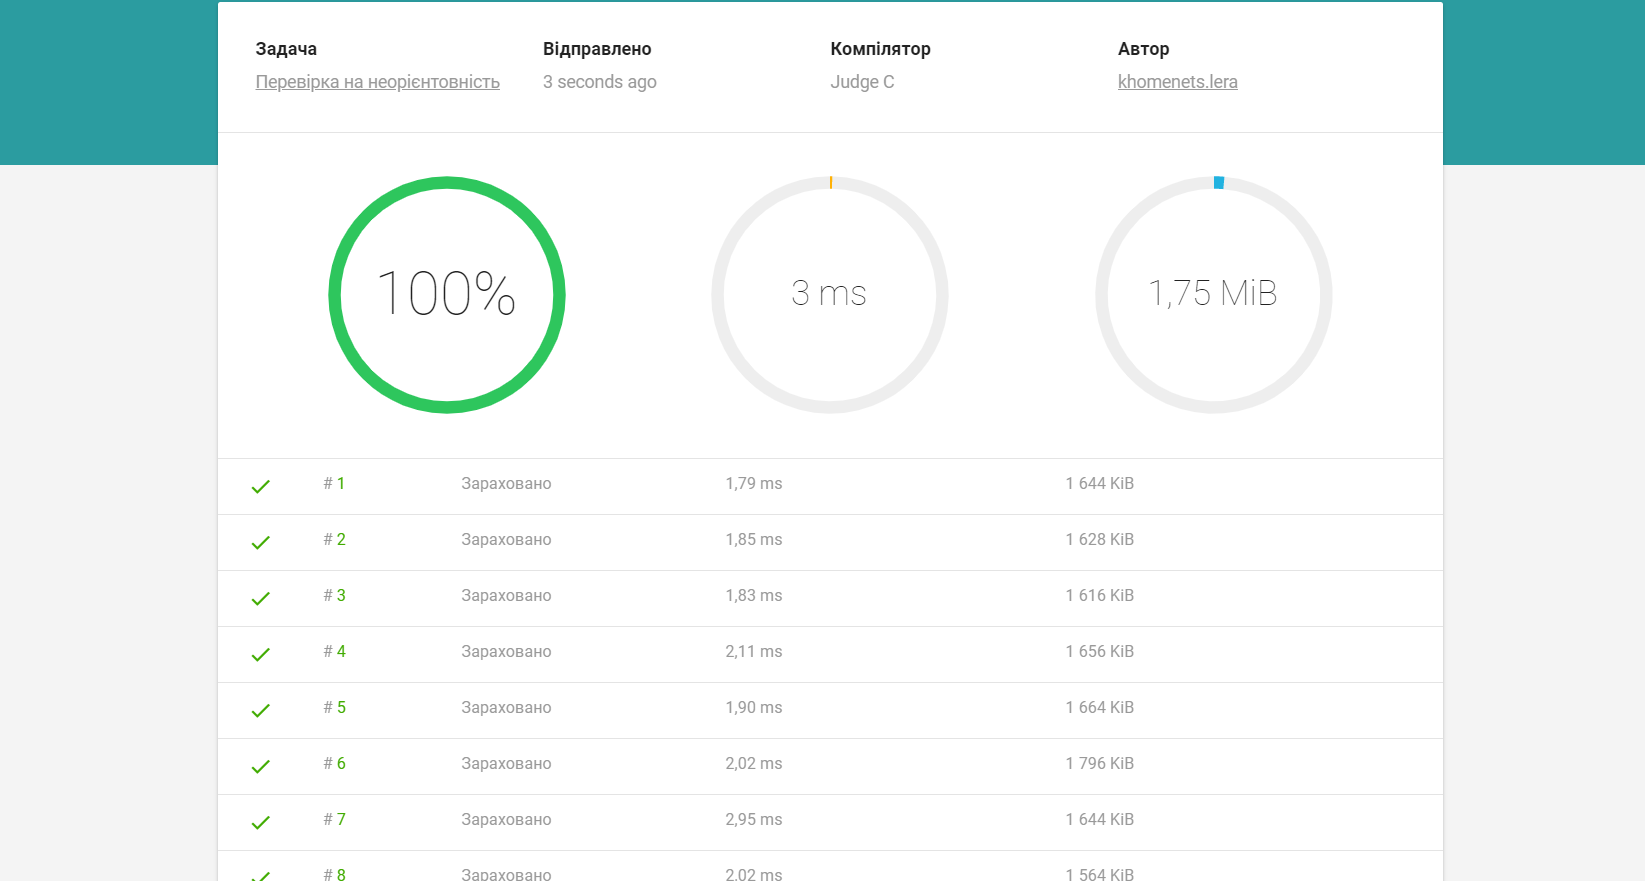 Задача Відправлено Компілятор Автор
Перевірка на неорієнтовність 3 seconds ago Judge C khomenets.lera
100% 3 ms 1,75 MiB
# 1 Зараховано 1,79 ms 1 644 KiB
# 2 Зараховано 1,85 ms 1 628 KiB
# 3 Зараховано 1,83 ms 1 616 KiB
# 4 Зараховано 2,11 ms 1 656 KiB
# 5 Зараховано 1,90 ms 1 664 KiB
# 6 Зараховано 2,02 ms 1 796 KiB
# 7 Зараховано 2,95 ms 1 644 KiB
# 8 Зараховано 2,02 ms 1 564 KiB